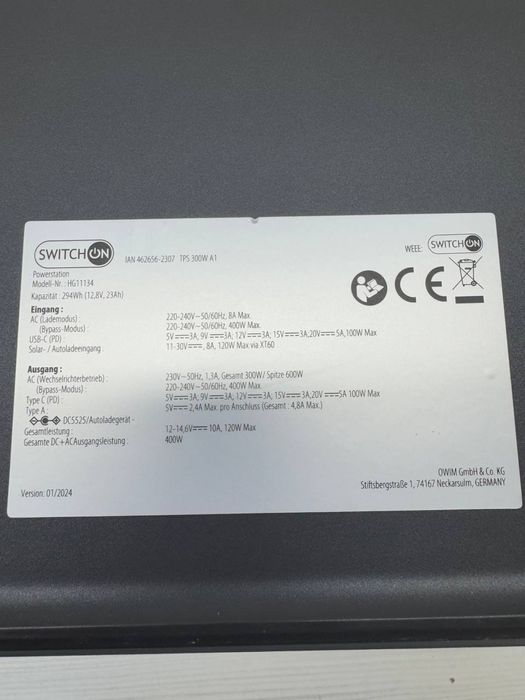 SWITCH ON
IAN 462656-2307 TPS 300W A1
WEEE: SWITCH ON
Powerstation
Modell-Nr.: HG11134
Kapazität: 294Wh (12,8V, 23Ah)
CE
Eingang:
AC (Lademodus): 220-240V~50/60Hz, 8A Max.
(Bypass-Modus): 220-240V~50/60Hz, 400W Max.
USB-C (PD): 5V⎓3A; 9V⎓3A; 12V⎓3A; 15V⎓3A;20V⎓5A,100W Max
Solar- / Autoladeeingang: 11-30V⎓, 8A, 120W Max via XT60
Ausgang:
AC (Wechselrichterbetrieb): 230V~50Hz, 1,3A, Gesamt 300W/ Spitze 600W
(Bypass-Modus): 220-240V~50/60Hz, 400W Max.
Type C (PD): 5V⎓3A; 9V⎓3A; 12V⎓3A; 15V⎓3A,20V⎓5A 100W Max
Type A: 5V⎓2,4A Max. pro Anschluss (Gesamt: 4,8A Max.)
DC5525/Autoladegerät -
Gesamtleistung: 12-14,6V⎓10A, 120W Max
Gesamte DC+ACAusgangsleistung: 400W
OWIM GmbH & Co. KG
Stiftsbergstraße 1, 74167 Neckarsulm, GERMANY
Version: 01/2024